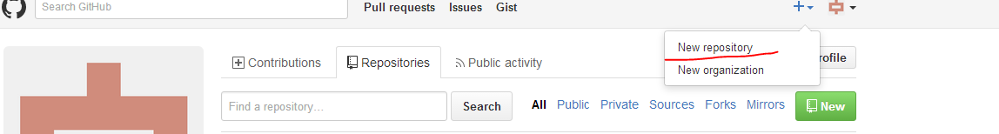 Search GitHub Pull requests Issues Gist
New repository
New organization
Contributions Repositories Public activity rofile
Find a repository... Search All Public Private Sources Forks Mirrors New